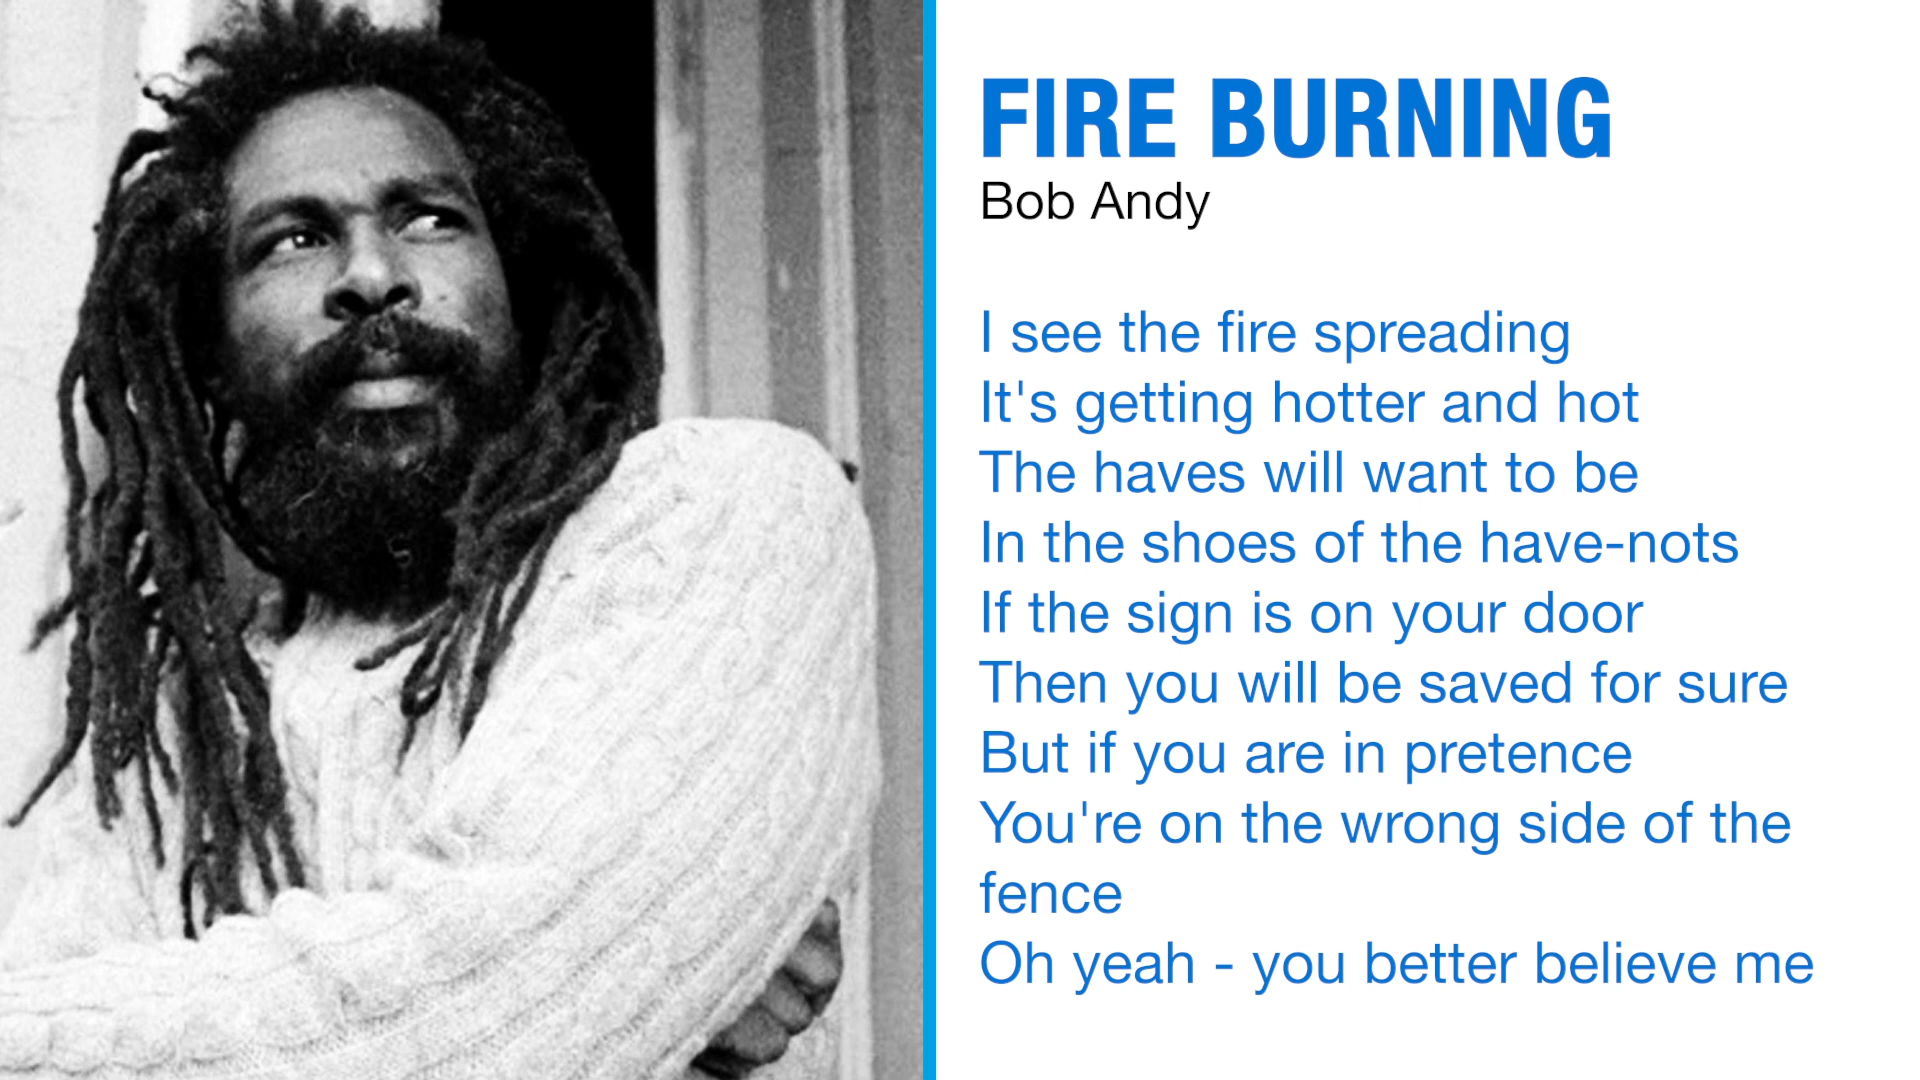 FIRE BURNING
Bob Andy
I see the fire spreading
It's getting hotter and hot
The haves will want to be
In the shoes of the have-nots
If the sign is on your door
Then you will be saved for sure
But if you are in pretence
You're on the wrong side of the
fence
Oh yeah - you better believe me